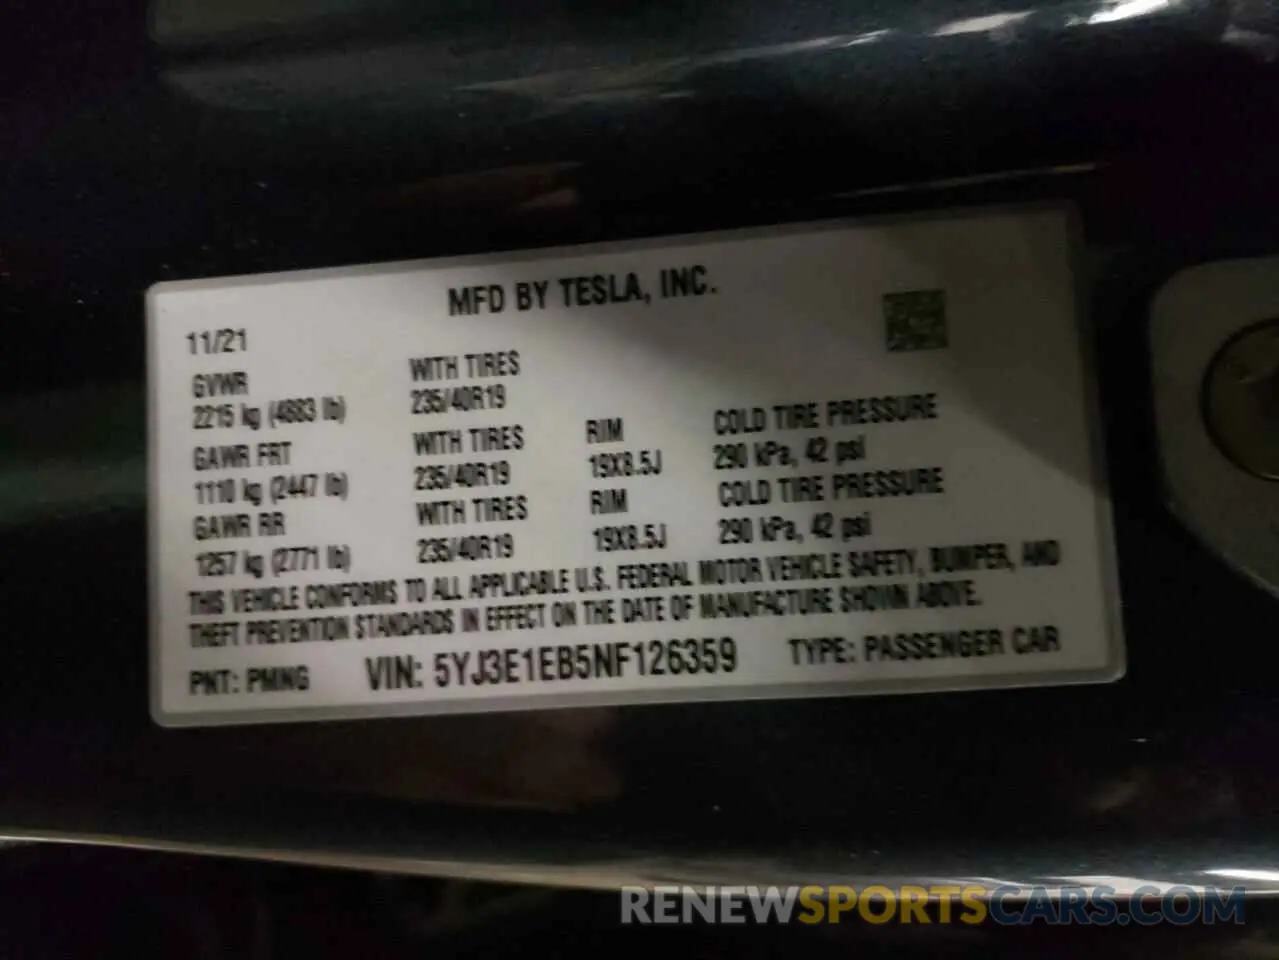 MFD BY TESLA, INC.
11/21
GVWR WITH TIRES
2215 kg (4883 lb) 235/40R19
GAWR FRT WITH TIRES RIM COLD TIRE PRESSURE
1110 kg (2447 lb) 235/40R19 19X8.5J 290 kPa, 42 psi
GAWR RR WITH TIRES RIM COLD TIRE PRESSURE
1257 kg (2771 lb) 235/40R19 19X8.5J 290 kPa, 42 psi
THIS VEHICLE CONFORMS TO ALL APPLICABLE U.S. FEDERAL MOTOR VEHICLE SAFETY, BUMPER, AND
THEFT PREVENTION STANDARDS IN EFFECT ON THE DATE OF MANUFACTURE SHOWN ABOVE.
PNT: PMNG VIN: 5YJ3E1EB5NF126359 TYPE: PASSENGER CAR
RENEWSPORTSCARS.COM